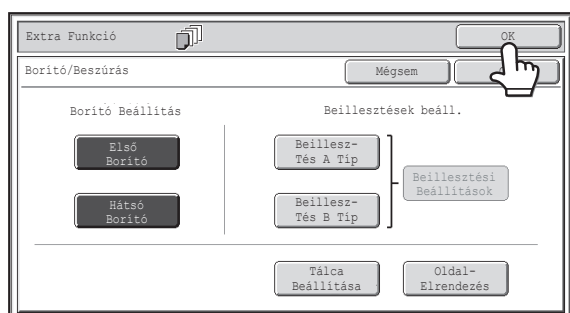 Extra Funkció
OK
Borító/Beszúrás
Mégsem
Borító Beállítás
Beillesztések beáll.
Első
Borító
Beillesz-
Tés A Típ
Beillesztési
Beállítások
Hátsó
Borító
Beillesz-
Tés B Típ
Tálca
Beállítása
Oldal-
Elrendezés